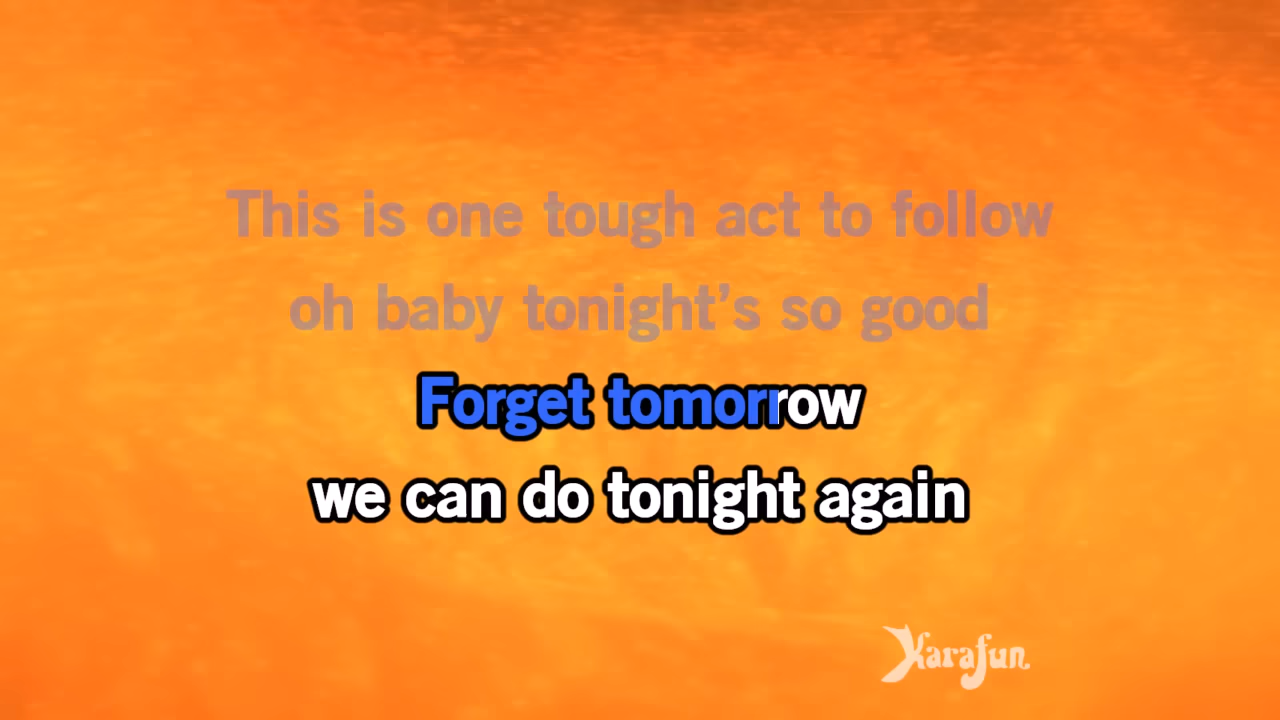 This is one tough act to follow
oh baby tonight's so good
Forget tomorrow
we can do tonight again
Karafun